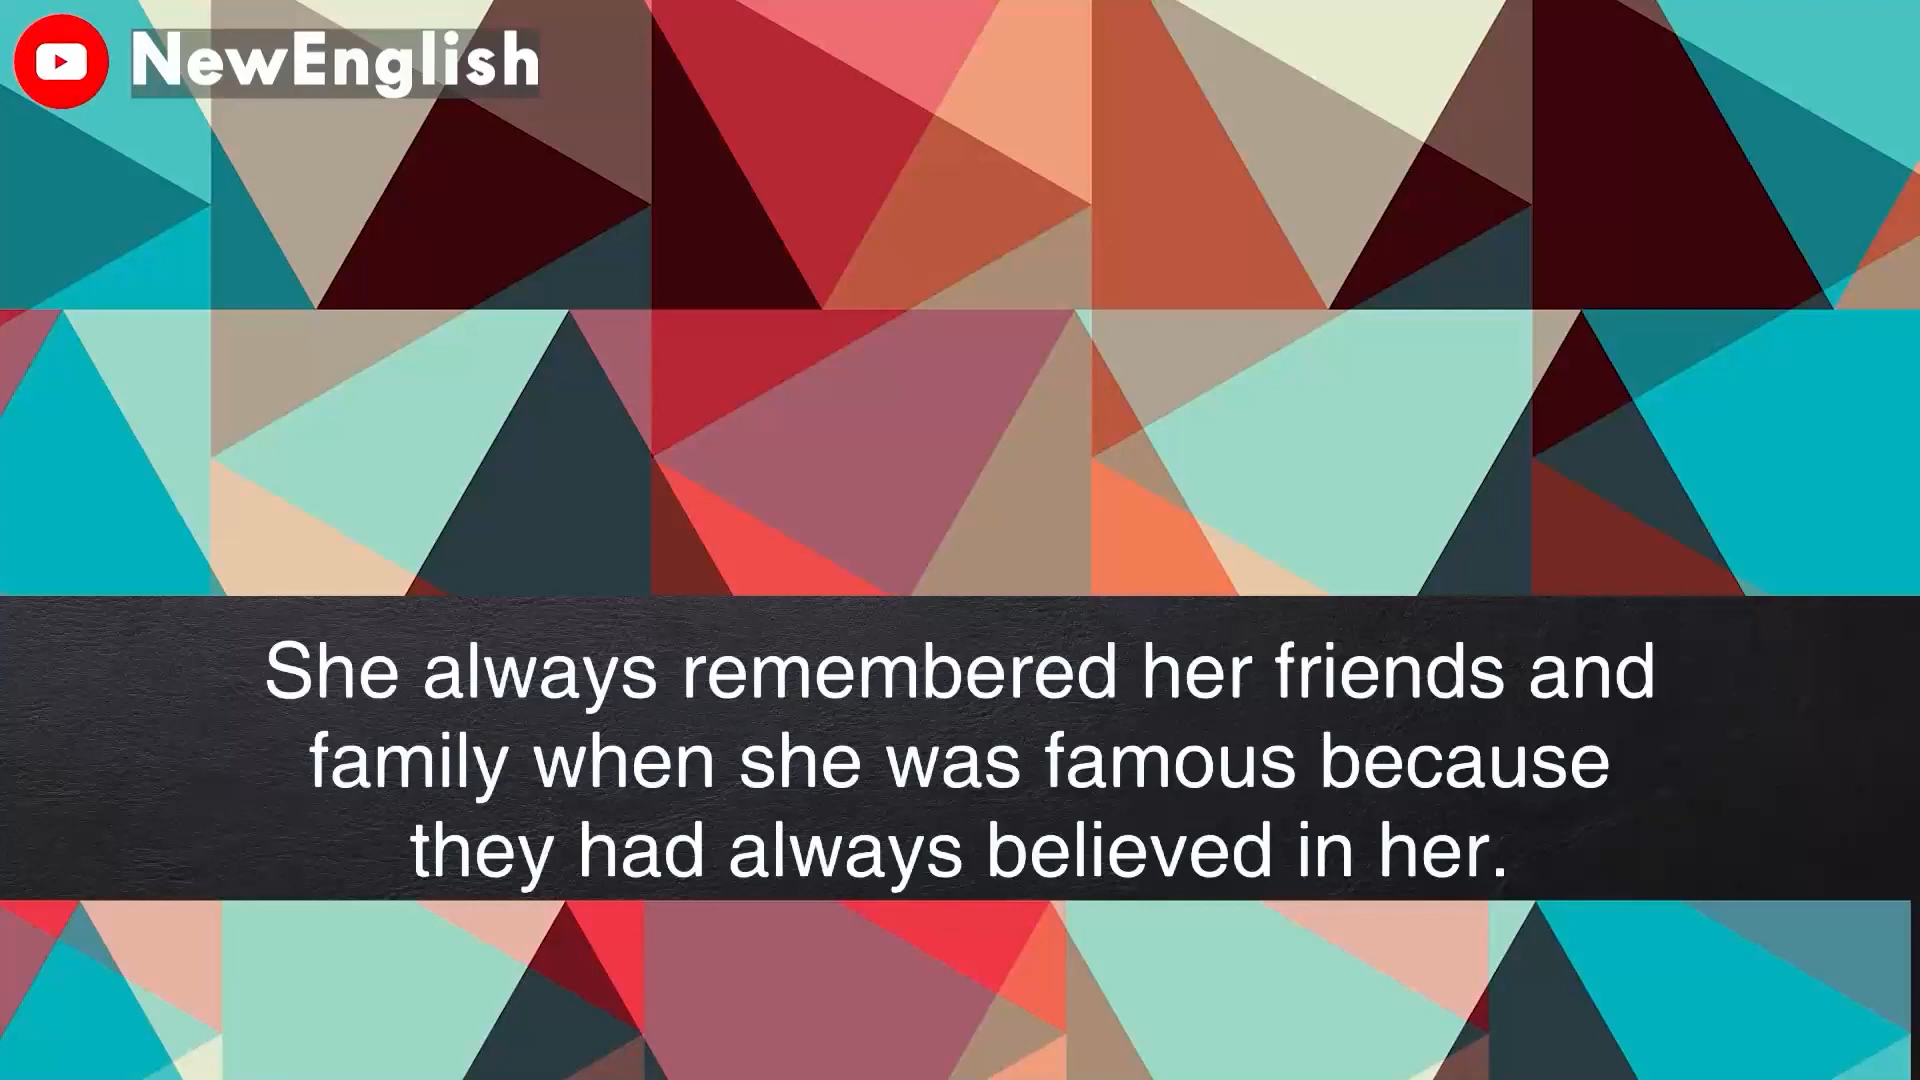 NewEnglish
She always remembered her friends and
family when she was famous because
they had always believed in her.